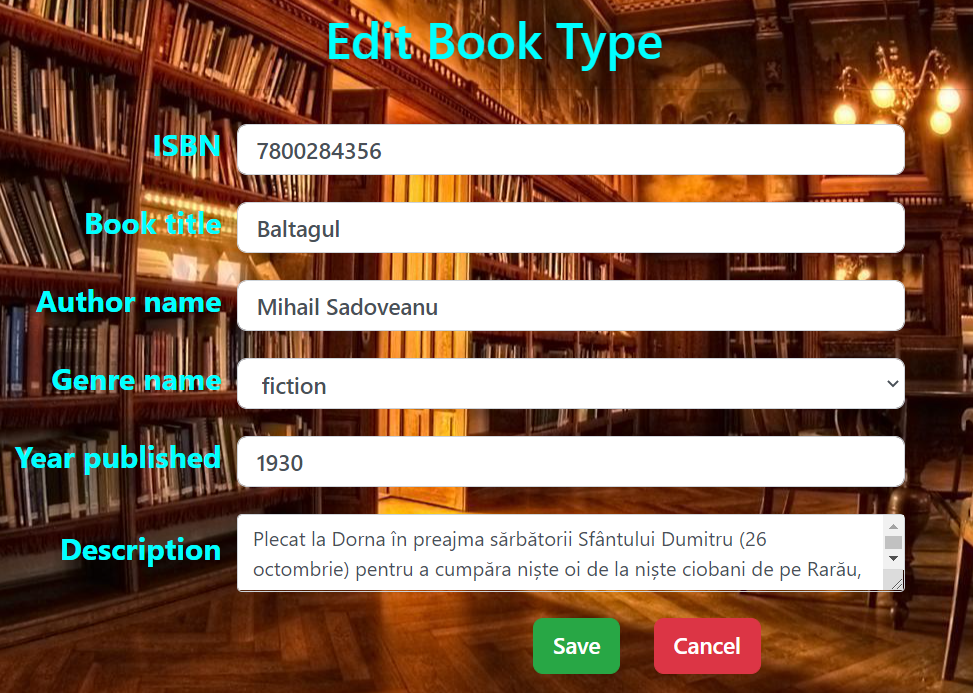 Edit Book Type
ISBN 7800284356
Book title Baltagul
Author name Mihail Sadoveanu
Genre name fiction
Year published 1930
Description Plecat la Dorna în preajma sărbătorii Sfântului Dumitru (26
octombrie) pentru a cumpăra niște oi de la niște ciobani de pe Rarău,
Save Cancel